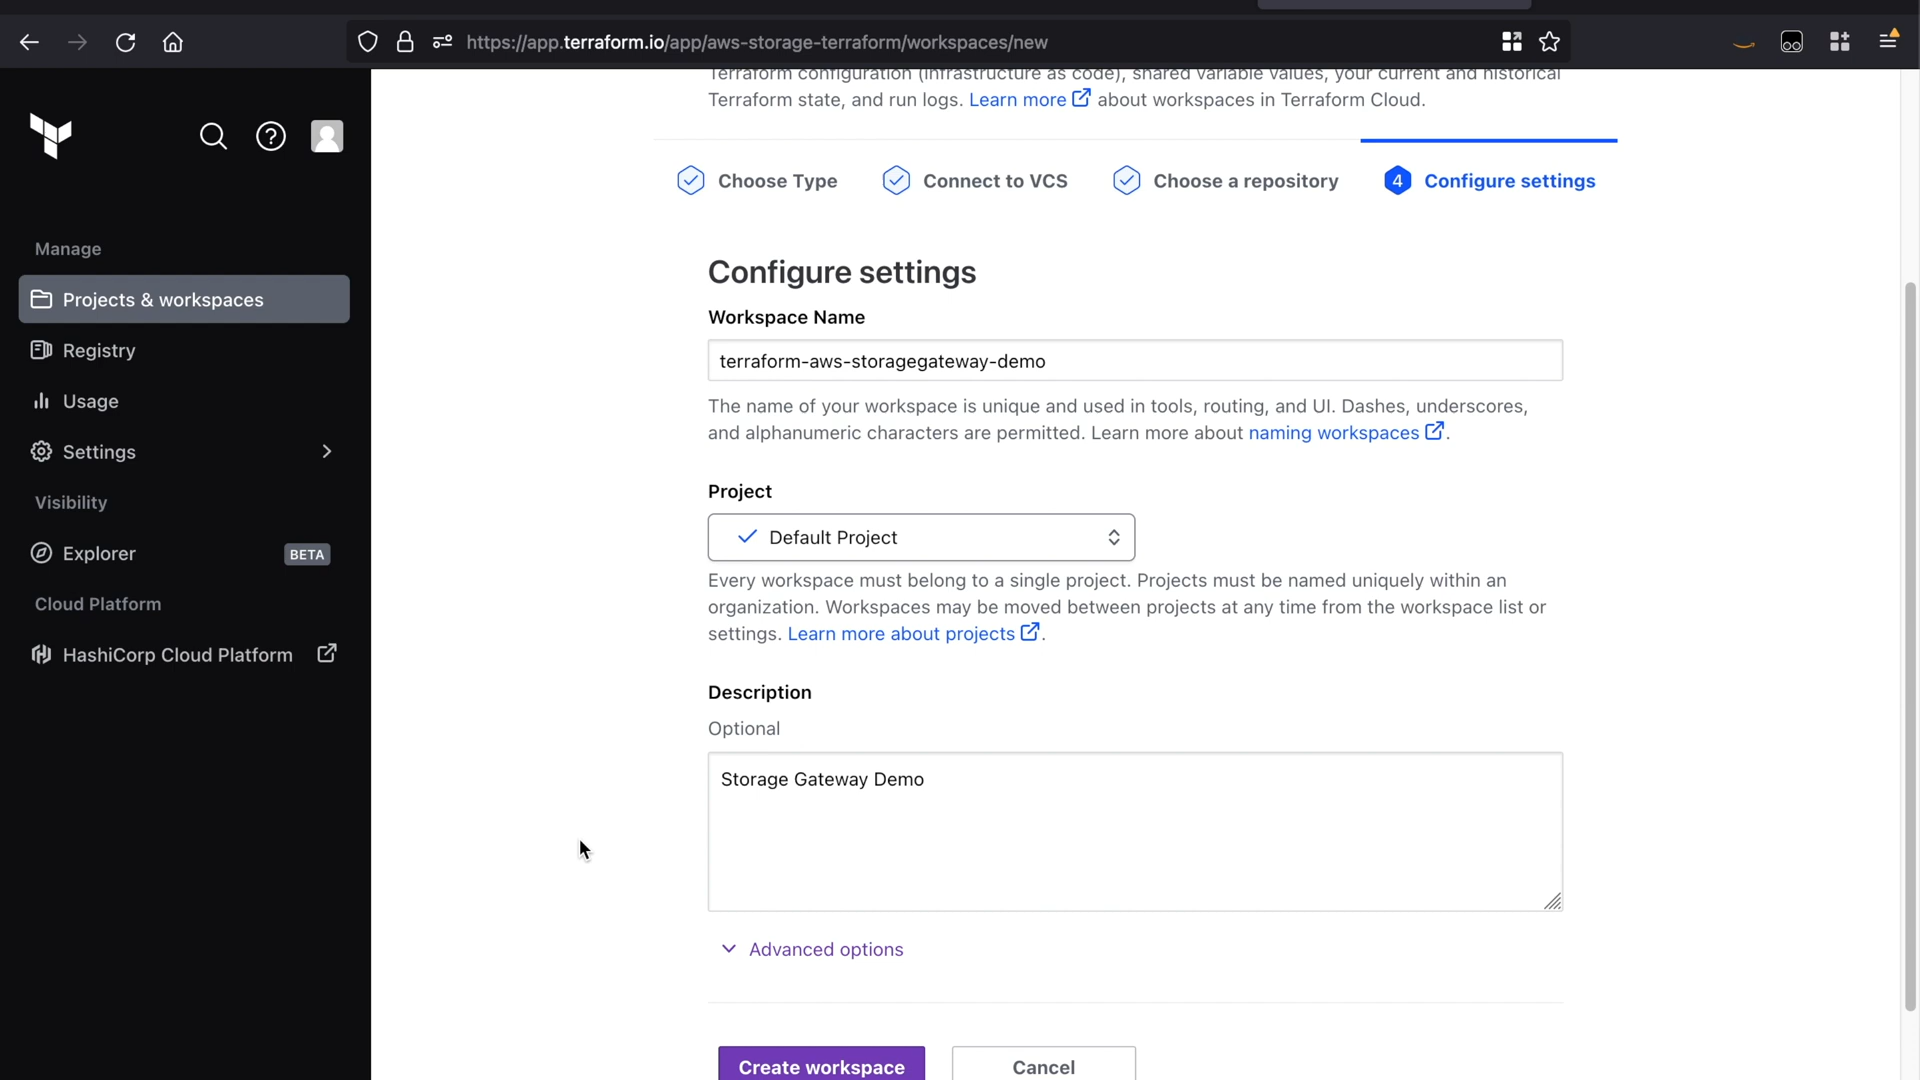 https://app.terraform.io/app/aws-storage-terraform/workspaces/new
Terraform configuration (infrastructure as code), shared variable values, your current and historical
Terraform state, and run logs. Learn more about workspaces in Terraform Cloud.
Choose Type
Connect to VCS
Choose a repository
4 Configure settings
Manage
Projects & workspaces
Registry
Usage
Settings
Visibility
Explorer BETA
Cloud Platform
HashiCorp Cloud Platform
Configure settings
Workspace Name
terraform-aws-storagegateway-demo
The name of your workspace is unique and used in tools, routing, and UI. Dashes, underscores,
and alphanumeric characters are permitted. Learn more about naming workspaces.
Project
Default Project
Every workspace must belong to a single project. Projects must be named uniquely within an
organization. Workspaces may be moved between projects at any time from the workspace list or
settings. Learn more about projects.
Description
Optional
Storage Gateway Demo
Advanced options
Create workspace
Cancel